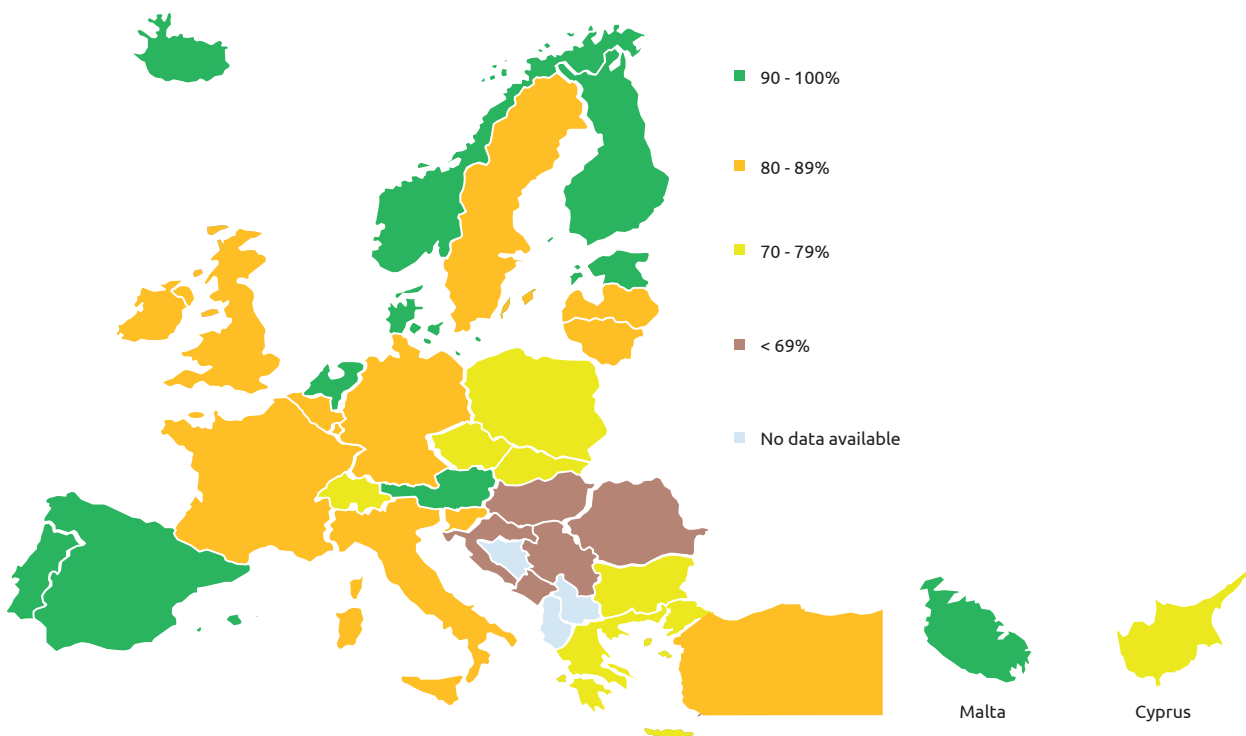 90 - 100%
80 - 89%
70 - 79%
< 69%
No data available
Malta
Cyprus